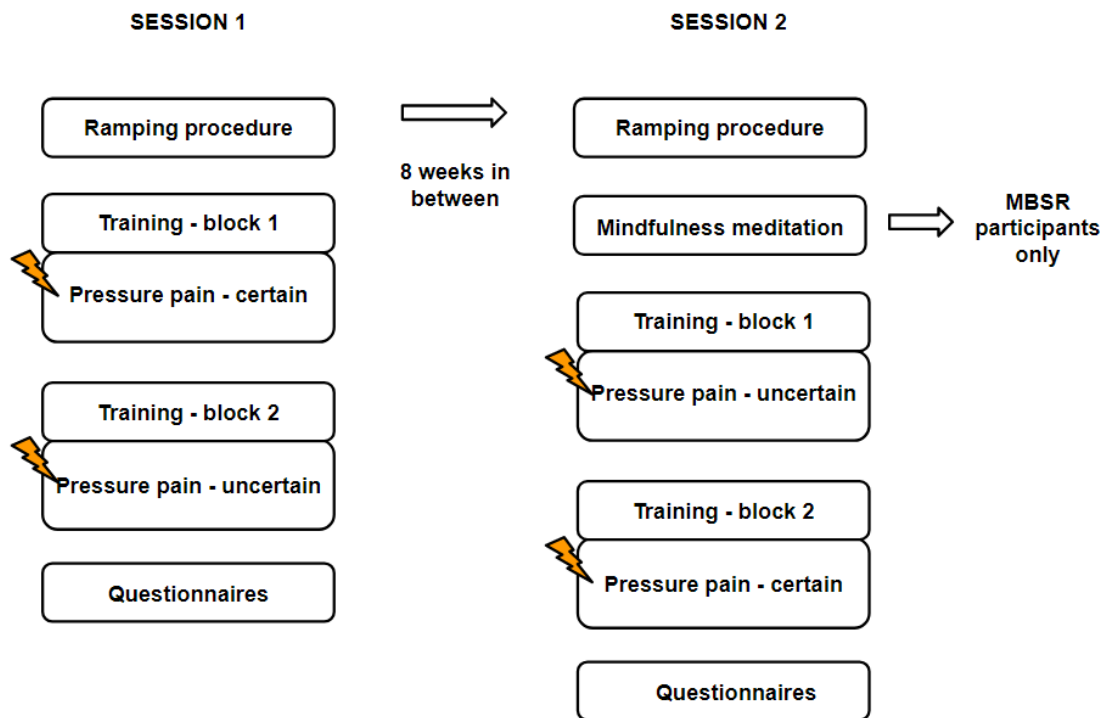 SESSION 1
Ramping procedure
Training - block 1
Pressure pain - certain
Training - block 2
Pressure pain - uncertain
Questionnaires
8 weeks in
between
SESSION 2
Ramping procedure
Mindfulness meditation
MBSR
participants
only
Training - block 1
Pressure pain - uncertain
Training - block 2
Pressure pain - certain
Questionnaires